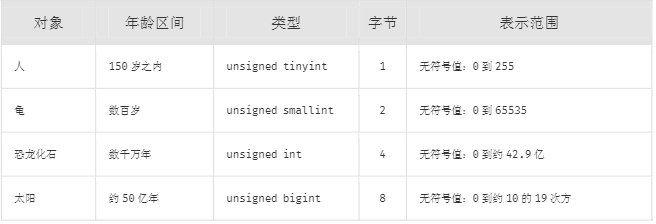 对象 年龄区间 类型 字节 表示范围
人 150 岁之内 unsigned tinyint 1 无符号值：0 到 255
龟 数百岁 unsigned smallint 2 无符号值：0 到 65535
恐龙化石 数千万年 unsigned int 4 无符号值：0 到约 42.9 亿
太阳 约 50 亿年 unsigned bigint 8 无符号值：0 到约 10 的 19 次方